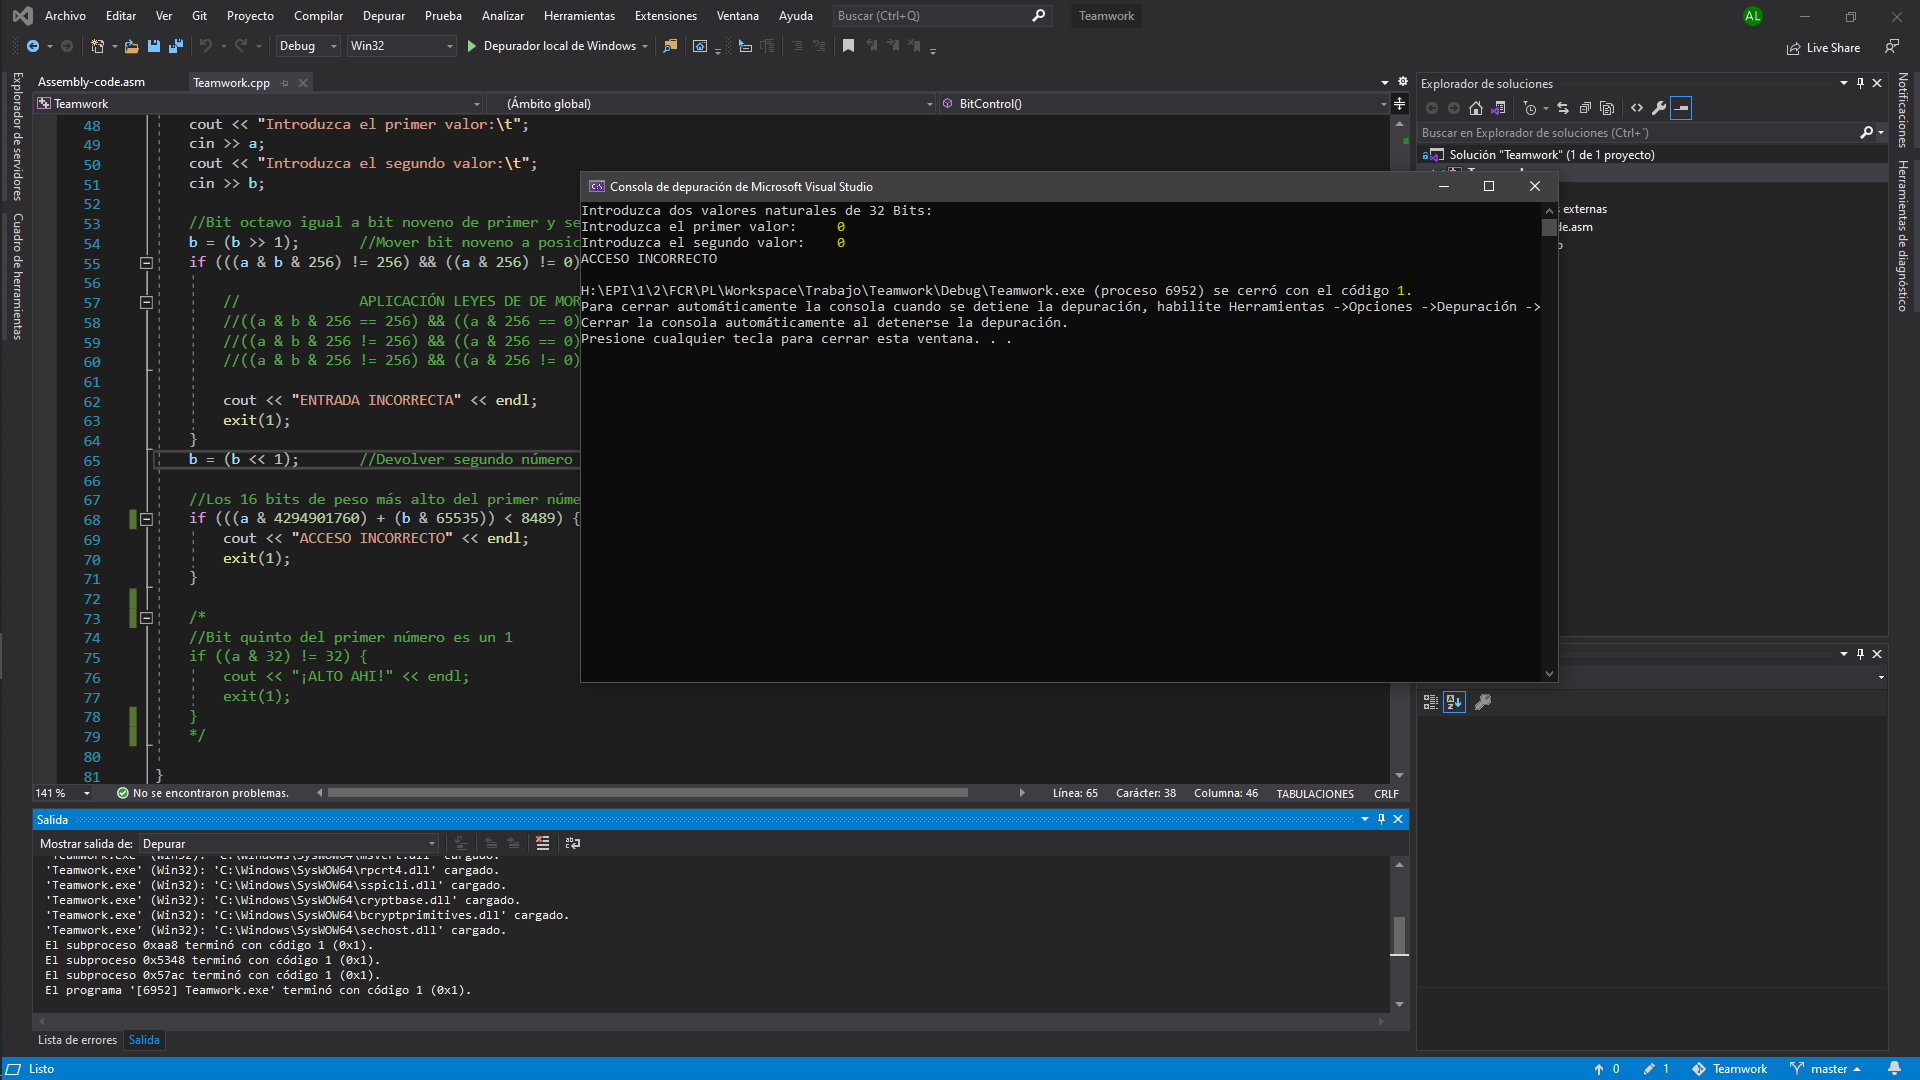 Archivo Editar Ver Git Proyecto Compilar Depurar Prueba Analizar Herramientas Extensiones Ventana Ayuda Buscar (Ctrl+Q) Teamwork AL
Debug Win32 Depurador local de Windows Live Share
Explorador de servidores
Cuadro de herramientas
Assembly-code.asm Teamwork.cpp
Teamwork (Ámbito global) BitControl()
48 cout << "Introduzca el primer valor:\t";
49 cin >> a;
50 cout << "Introduzca el segundo valor:\t";
51 cin >> b;
52
53 //Bit octavo igual a bit noveno de primer y se
54 b = (b >> 1); //Mover bit noveno a posic
55 if (((a & b & 256) != 256) && ((a & 256) != 0)
56
57 // APLICACIÓN LEYES DE DE MOR
58 //((a & b & 256 == 256) && ((a & 256 == 0)
59 //((a & b & 256 != 256) && ((a & 256 == 0)
60 //((a & b & 256 != 256) && ((a & 256 != 0)
61
62 cout << "ENTRADA INCORRECTA" << endl;
63 exit(1);
64 }
65 b = (b << 1); //Devolver segundo número
66
67 //Los 16 bits de peso más alto del primer núme
68 if (((a & 4294901760) + (b & 65535)) < 8489) {
69 cout << "ACCESO INCORRECTO" << endl;
70 exit(1);
71 }
72
73 /*
74 //Bit quinto del primer número es un 1
75 if ((a & 32) != 32) {
76 cout << "¡ALTO AHI!" << endl;
77 exit(1);
78 }
79 */
80
81 }
141 % No se encontraron problemas. Línea: 65 Carácter: 38 Columna: 46 TABULACIONES CRLF
Consola de depuración de Microsoft Visual Studio
Introduzca dos valores naturales de 32 Bits:
Introduzca el primer valor: 0
Introduzca el segundo valor: 0
ACCESO INCORRECTO
H:\EPI\1\2\FCR\PL\Workspace\Trabajo\Teamwork\Debug\Teamwork.exe (proceso 6952) se cerró con el código 1.
Para cerrar automáticamente la consola cuando se detiene la depuración, habilite Herramientas ->Opciones ->Depuración ->
Cerrar la consola automáticamente al detenerse la depuración.
Presione cualquier tecla para cerrar esta ventana. . .
Explorador de soluciones
Buscar en Explorador de soluciones (Ctrl+´)
Solución "Teamwork" (1 de 1 proyecto)
s externas
de.asm
Notificaciones
Herramientas de diagnóstico
Salida
Mostrar salida de: Depurar
'Teamwork.exe' (Win32): 'C:\Windows\SysWOW64\msvcrt.dll' cargado.
'Teamwork.exe' (Win32): 'C:\Windows\SysWOW64\rpcrt4.dll' cargado.
'Teamwork.exe' (Win32): 'C:\Windows\SysWOW64\sspicli.dll' cargado.
'Teamwork.exe' (Win32): 'C:\Windows\SysWOW64\cryptbase.dll' cargado.
'Teamwork.exe' (Win32): 'C:\Windows\SysWOW64\bcryptprimitives.dll' cargado.
'Teamwork.exe' (Win32): 'C:\Windows\SysWOW64\sechost.dll' cargado.
El subproceso 0xaa8 terminó con código 1 (0x1).
El subproceso 0x5348 terminó con código 1 (0x1).
El subproceso 0x57ac terminó con código 1 (0x1).
El programa '[6952] Teamwork.exe' terminó con código 1 (0x1).
Lista de errores Salida
Listo 0 1 Teamwork master